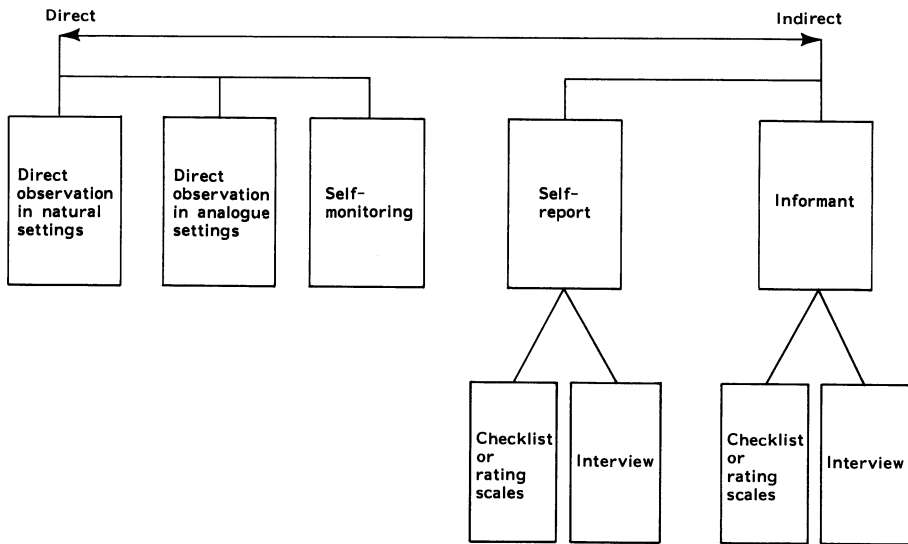 Direct
Indirect
Direct
observation
in natural
settings
Direct
observation
in analogue
settings
Self-
monitoring
Self-
report
Informant
Checklist
or
rating
scales
Interview
Checklist
or
rating
scales
Interview